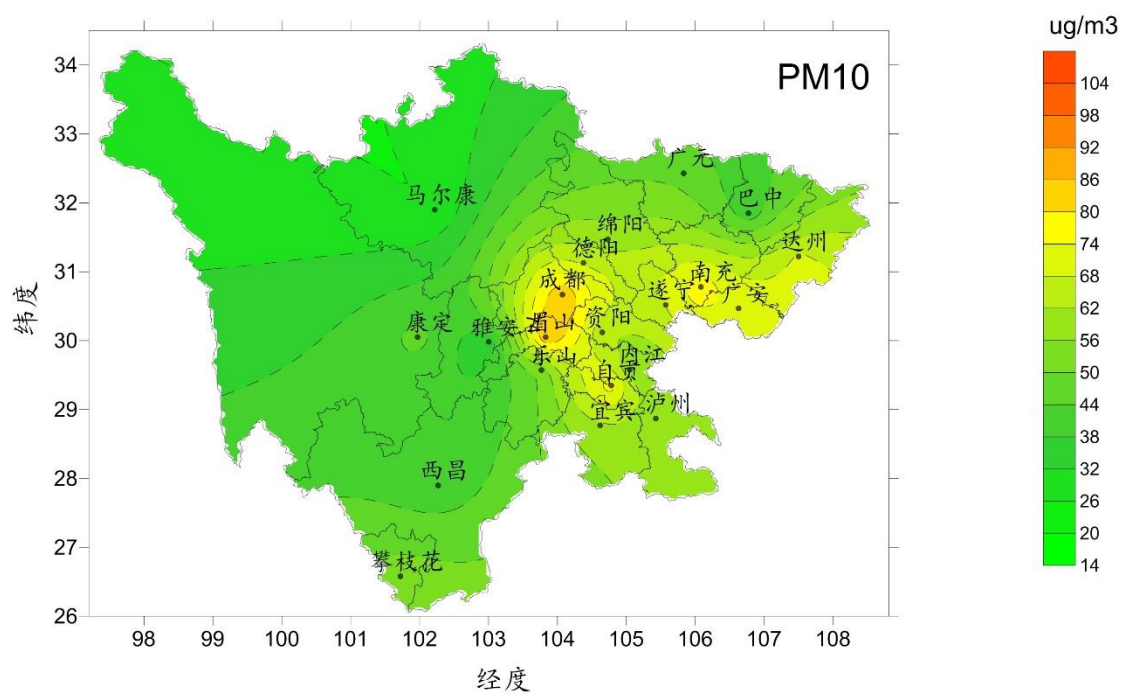 ug/m3
PM10
34
33
32
31
30
29
28
27
26
纬度
98
99
100
101
102
103
104
105
106
107
108
经度
广元
马尔康
巴中
绵阳
达州
德阳
成都
南充
遂宁
广安
康定
雅安
眉山
资阳
乐山
内江
自贡
宜宾
泸州
西昌
攀枝花
104
98
92
86
80
74
68
62
56
50
44
38
32
26
20
14